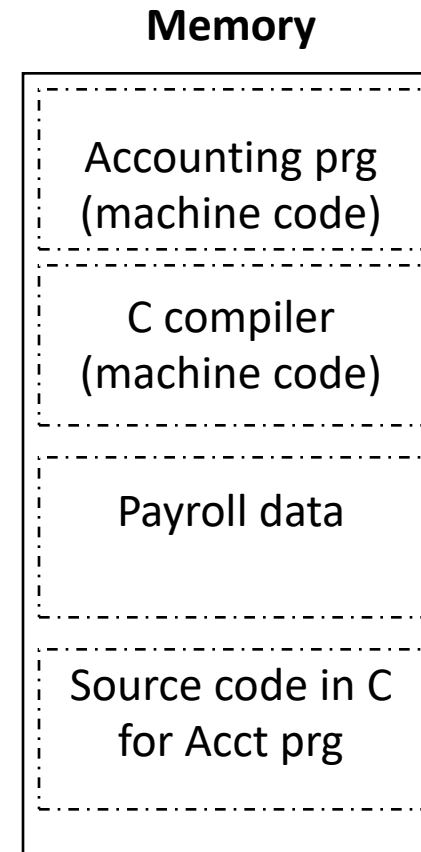 Memory
Accounting prg
(machine code)
C compiler
(machine code)
Payroll data
Source code in C
for Acct prg